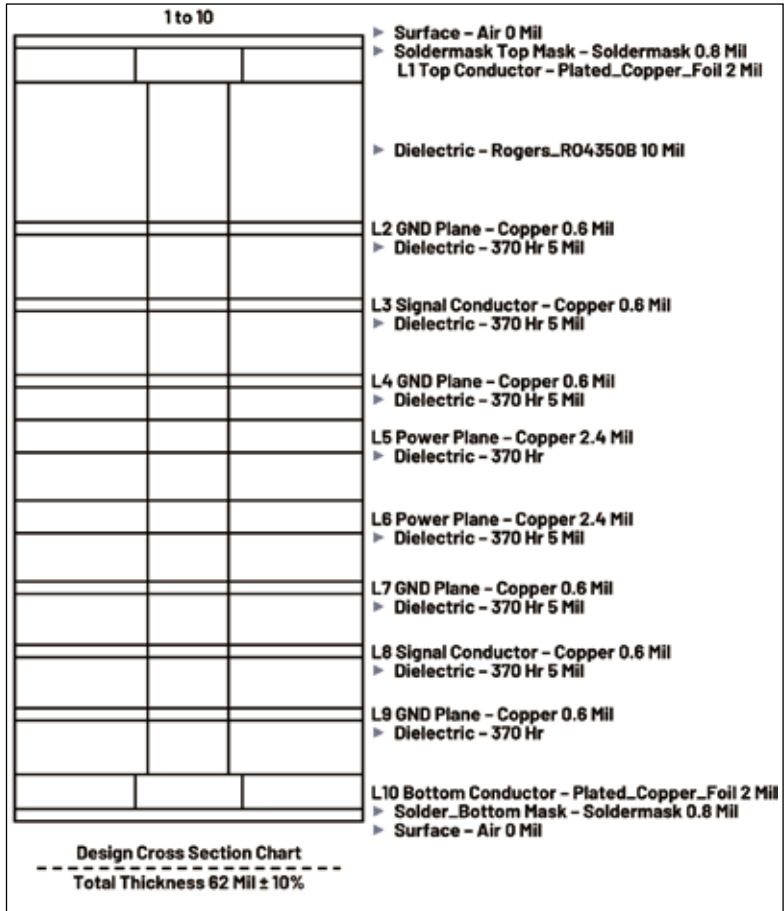 1 to 10
Surface – Air 0 Mil
Soldermask Top Mask – Soldermask 0.8 Mil
L1 Top Conductor – Plated_Copper_Foil 2 Mil
Dielectric – Rogers_RO4350B 10 Mil
L2 GND Plane – Copper 0.6 Mil
Dielectric – 370 Hr 5 Mil
L3 Signal Conductor – Copper 0.6 Mil
Dielectric – 370 Hr 5 Mil
L4 GND Plane – Copper 0.6 Mil
Dielectric – 370 Hr 5 Mil
L5 Power Plane – Copper 2.4 Mil
Dielectric – 370 Hr
L6 Power Plane – Copper 2.4 Mil
Dielectric – 370 Hr 5 Mil
L7 GND Plane – Copper 0.6 Mil
Dielectric – 370 Hr 5 Mil
L8 Signal Conductor – Copper 0.6 Mil
Dielectric – 370 Hr 5 Mil
L9 GND Plane – Copper 0.6 Mil
Dielectric – 370 Hr
L10 Bottom Conductor – Plated_Copper_Foil 2 Mil
Solder_Bottom Mask – Soldermask 0.8 Mil
Surface – Air 0 Mil
Design Cross Section Chart
Total Thickness 62 Mil ± 10%